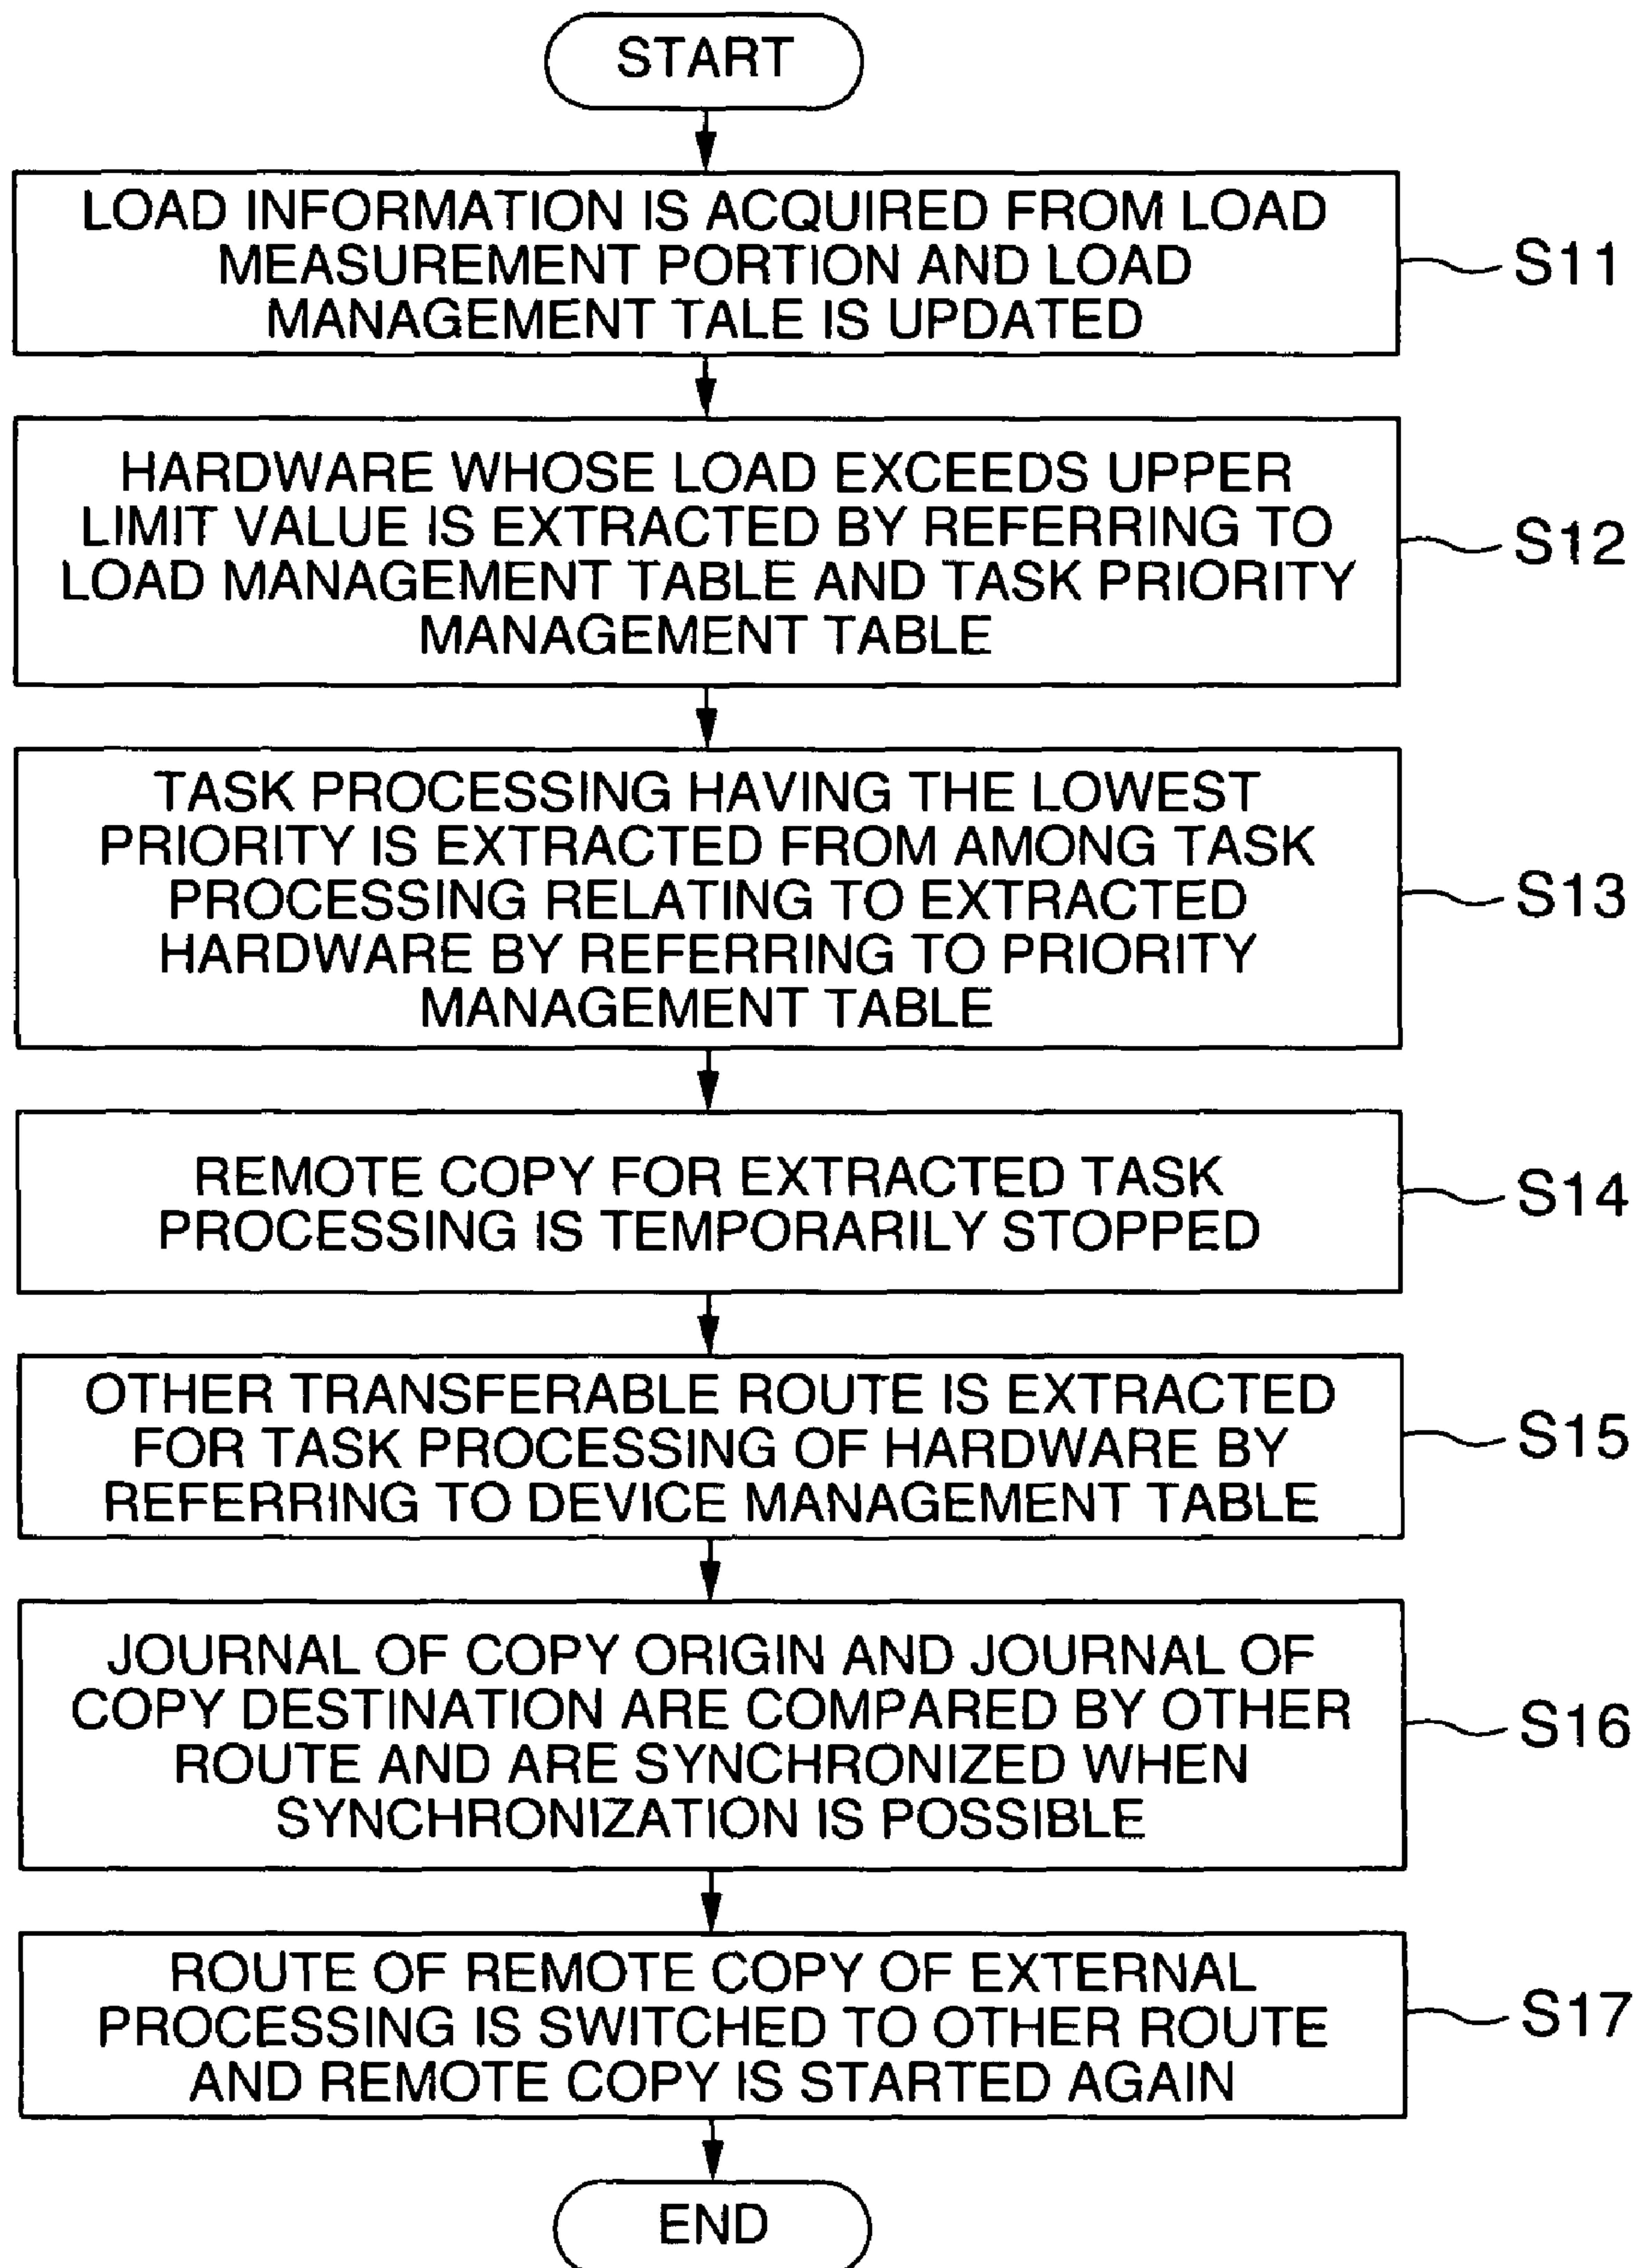 START
LOAD INFORMATION IS ACQUIRED FROM LOAD
MEASUREMENT PORTION AND LOAD
MANAGEMENT TALE IS UPDATED
S11
HARDWARE WHOSE LOAD EXCEEDS UPPER
LIMIT VALUE IS EXTRACTED BY REFERRING TO
LOAD MANAGEMENT TABLE AND TASK PRIORITY
MANAGEMENT TABLE
S12
TASK PROCESSING HAVING THE LOWEST
PRIORITY IS EXTRACTED FROM AMONG TASK
PROCESSING RELATING TO EXTRACTED
HARDWARE BY REFERRING TO PRIORITY
MANAGEMENT TABLE
S13
REMOTE COPY FOR EXTRACTED TASK
PROCESSING IS TEMPORARILY STOPPED
S14
OTHER TRANSFERABLE ROUTE IS EXTRACTED
FOR TASK PROCESSING OF HARDWARE BY
REFERRING TO DEVICE MANAGEMENT TABLE
S15
JOURNAL OF COPY ORIGIN AND JOURNAL OF
COPY DESTINATION ARE COMPARED BY OTHER
ROUTE AND ARE SYNCHRONIZED WHEN
SYNCHRONIZATION IS POSSIBLE
S16
ROUTE OF REMOTE COPY OF EXTERNAL
PROCESSING IS SWITCHED TO OTHER ROUTE
AND REMOTE COPY IS STARTED AGAIN
S17
END